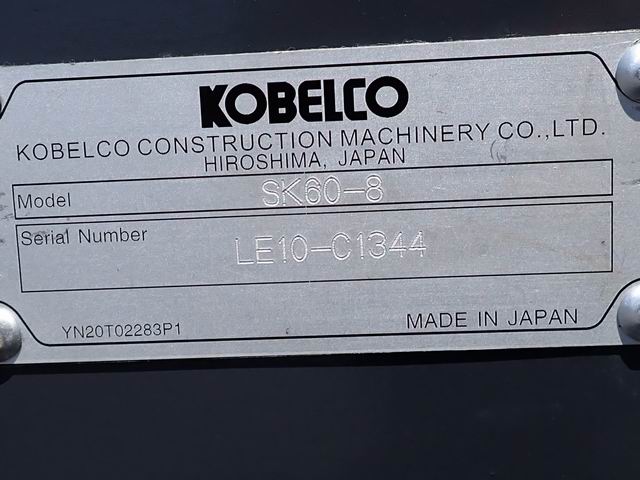 KOBELCO
KOBELCO CONSTRUCTION MACHINERY CO.,LTD.
HIROSHIMA, JAPAN
Model SK60-8
Serial Number LE10-C1344
YN20T02283P1 MADE IN JAPAN